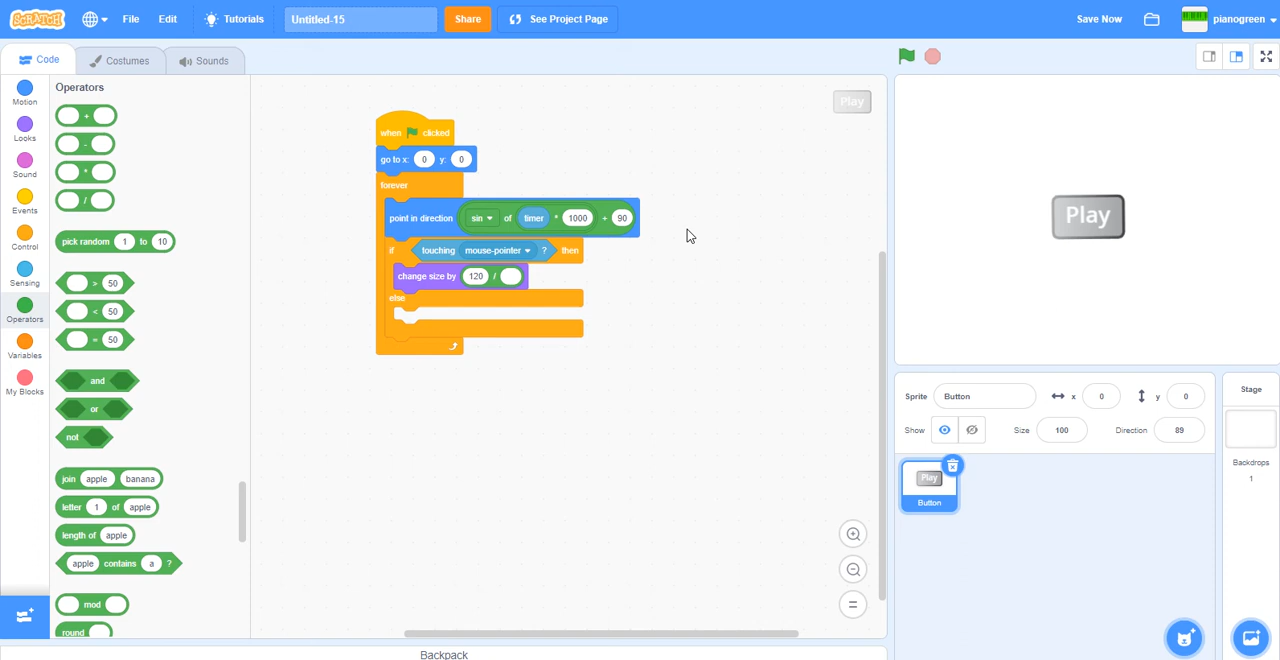 SCRATCH File Edit Tutorials Untitled-15 Share See Project Page Save Now pianogreen
Code Costumes Sounds
Motion
Looks
Sound
Events
Control
Sensing
Operators
Variables
My Blocks
Operators
+
-
*
/
pick random 1 to 10
> 50
< 50
= 50
and
or
not
join apple banana
letter 1 of apple
length of apple
apple contains a ?
mod
round
Play
when clicked
go to x: 0 y: 0
forever
point in direction sin of timer * 1000 + 90
if touching mouse-pointer ? then
change size by 120 /
else
Backpack
Play
Sprite Button x 0 y 0
Show Size 100 Direction 89
Play
Button
Stage
Backdrops
1